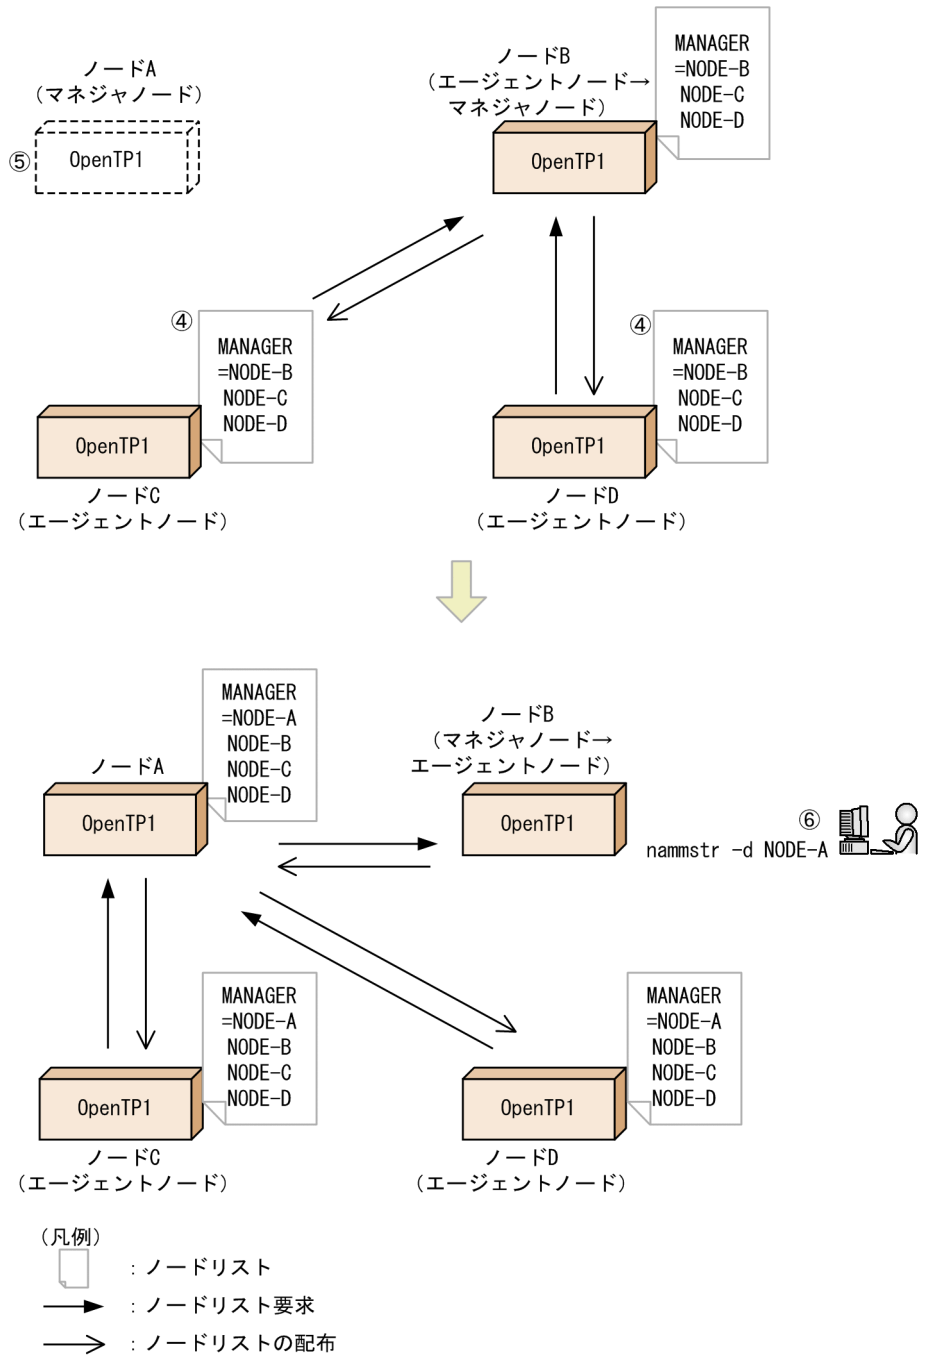 ノードA
（マネジャノード）
⑤
OpenTP1
ノードB
（エージェントノード→
マネジャノード）
OpenTP1
MANAGER
=NODE-B
NODE-C
NODE-D
④
MANAGER
=NODE-B
NODE-C
NODE-D
OpenTP1
ノードC
（エージェントノード）
④
MANAGER
=NODE-B
NODE-C
NODE-D
OpenTP1
ノードD
（エージェントノード）
MANAGER
=NODE-A
NODE-B
NODE-C
NODE-D
ノードA
OpenTP1
ノードB
（マネジャノード→
エージェントノード）
OpenTP1
⑥
nammstr -d NODE-A
MANAGER
=NODE-A
NODE-B
NODE-C
NODE-D
OpenTP1
ノードC
（エージェントノード）
MANAGER
=NODE-A
NODE-B
NODE-C
NODE-D
OpenTP1
ノードD
（エージェントノード）
（凡例）
：ノードリスト
：ノードリスト要求
：ノードリストの配布